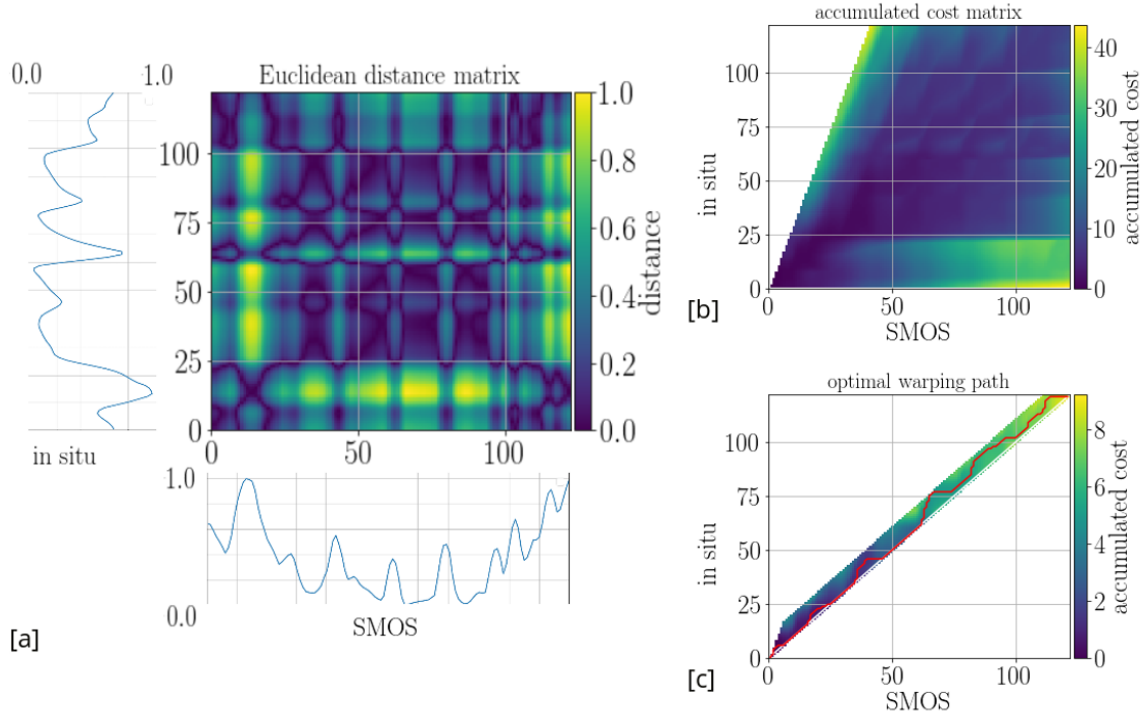 0.0 1.0
Euclidean distance matrix
100
75
50
25
0
0 50 100
1.0
0.8
0.6
0.4
0.2
0.0
distance
in situ
1.0
0.0
SMOS
[a]
accumulated cost matrix
100
75
50
25
0
in situ
0 50 100
SMOS
40
30
20
10
0
accumulated cost
[b]
optimal warping path
100
75
50
25
0
in situ
0 50 100
SMOS
8
6
4
2
0
accumulated cost
[c]